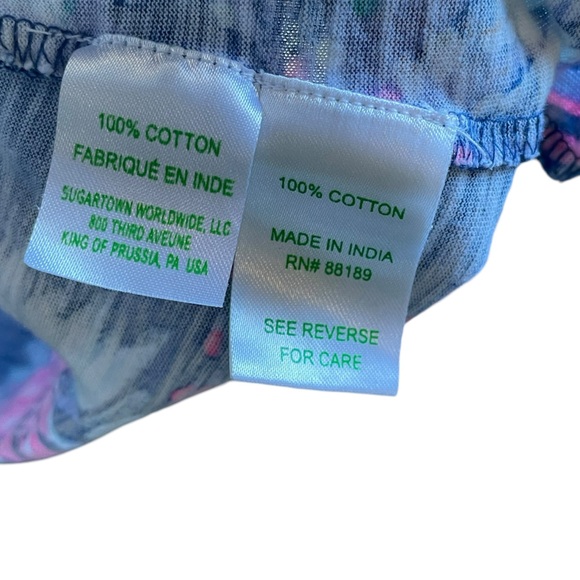 100% COTTON
FABRIQUÉ EN INDE
SUGARTOWN WORLDWIDE, LLC
800 THIRD AVEUNE
KING OF PRUSSIA, PA USA
100% COTTON
MADE IN INDIA
RN# 88189
SEE REVERSE
FOR CARE